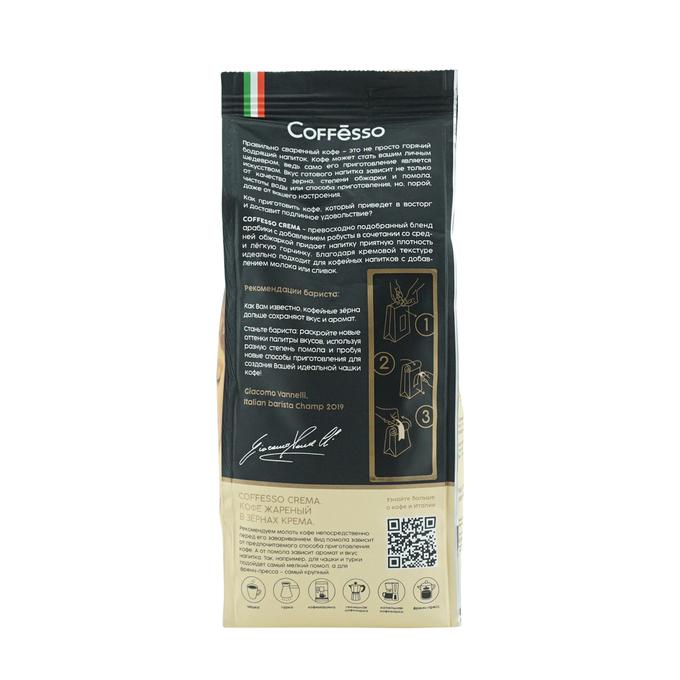 COFFĒSSO
Правильно сваренный кофе – это не просто горячий
бодрящий напиток. Кофе может стать вашим личным
шедевром, ведь само его приготовление является
искусством. Вкус готового напитка зависит не только
от качества зерна, степени обжарки и помола,
чистоты воды или способа приготовления, но, порой,
даже от вашего настроения.
Как приготовить кофе, который приведет в восторг
и доставит подлинное удовольствие?
COFFESSO CREMA – превосходно подобранный бленд
арабики с добавлением робусты в сочетании со сред-
ней обжаркой придает напитку приятную плотность
и лёгкую горчинку. Благодаря кремовой текстуре
идеально подходит для кофейных напитков с добав-
лением молока или сливок.
Рекомендации бариста:
Как Вам известно, кофейные зёрна
дольше сохраняют вкус и аромат.
Станьте бариста: раскройте новые
оттенки палитры вкусов, используя
разную степень помола и пробуя
новые способы приготовления для
создания Вашей идеальной чашки
кофе!
Giacomo Vannelli,
Italian barista Champ 2019
1
2
3
COFFESSO CREMA.
КОФЕ ЖАРЕНЫЙ
В ЗЁРНАХ КРЕМА.
Рекомендуем молоть кофе непосредственно
перед его завариванием. Вид помола зависит
от предпочитаемого способа приготовления
кофе. А от помола зависит аромат и вкус
напитка. Так, например, для чашки и турки
подойдет самый мелкий помол, а для
френч-пресса – самый крупный.
Узнайте больше
о кофе и Италии
чашка
турка
кофемашина
гейзерная
кофеварка
капельная
кофеварка
френч-пресс